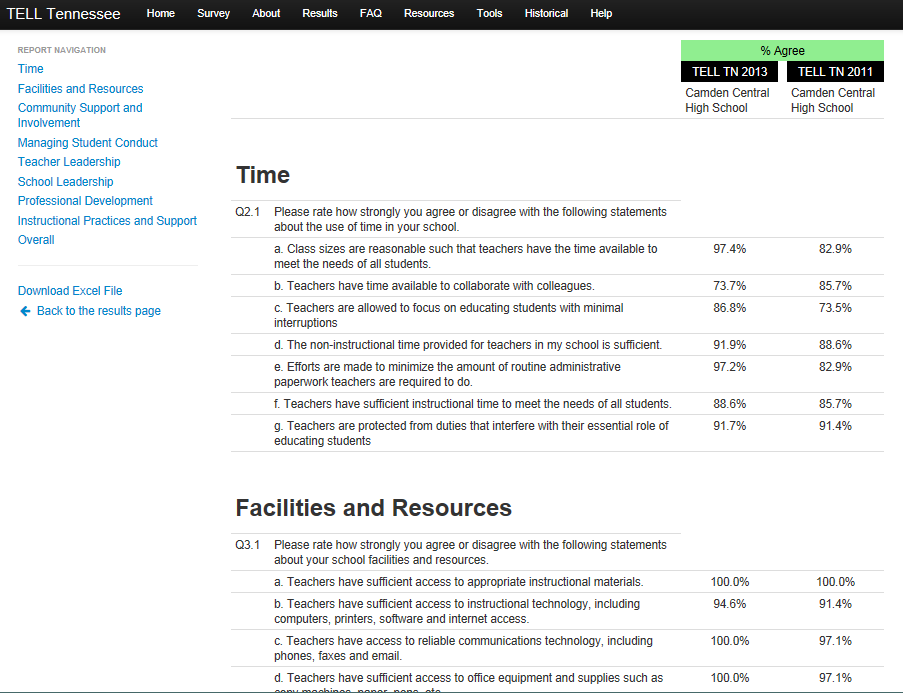 TELL Tennessee Home Survey About Results FAQ Resources Tools Historical Help
REPORT NAVIGATION
Time
Facilities and Resources
Community Support and
Involvement
Managing Student Conduct
Teacher Leadership
School Leadership
Professional Development
Instructional Practices and Support
Overall
Download Excel File
Back to the results page
% Agree
TELL TN 2013 TELL TN 2011
Camden Central Camden Central
High School High School
Time
Q2.1 Please rate how strongly you agree or disagree with the following statements
about the use of time in your school.
a. Class sizes are reasonable such that teachers have the time available to 97.4% 82.9%
meet the needs of all students.
b. Teachers have time available to collaborate with colleagues. 73.7% 85.7%
c. Teachers are allowed to focus on educating students with minimal 86.8% 73.5%
interruptions
d. The non-instructional time provided for teachers in my school is sufficient. 91.9% 88.6%
e. Efforts are made to minimize the amount of routine administrative 97.2% 82.9%
paperwork teachers are required to do.
f. Teachers have sufficient instructional time to meet the needs of all students. 88.6% 85.7%
g. Teachers are protected from duties that interfere with their essential role of 91.7% 91.4%
educating students
Facilities and Resources
Q3.1 Please rate how strongly you agree or disagree with the following statements
about your school facilities and resources.
a. Teachers have sufficient access to appropriate instructional materials. 100.0% 100.0%
b. Teachers have sufficient access to instructional technology, including 94.6% 91.4%
computers, printers, software and internet access.
c. Teachers have access to reliable communications technology, including 100.0% 97.1%
phones, faxes and email.
d. Teachers have sufficient access to office equipment and supplies such as 100.0% 97.1%